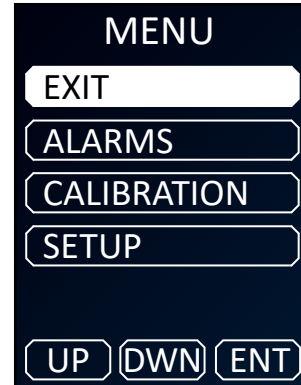 MENU
EXIT
ALARMS
CALIBRATION
SETUP
UP DWN ENT